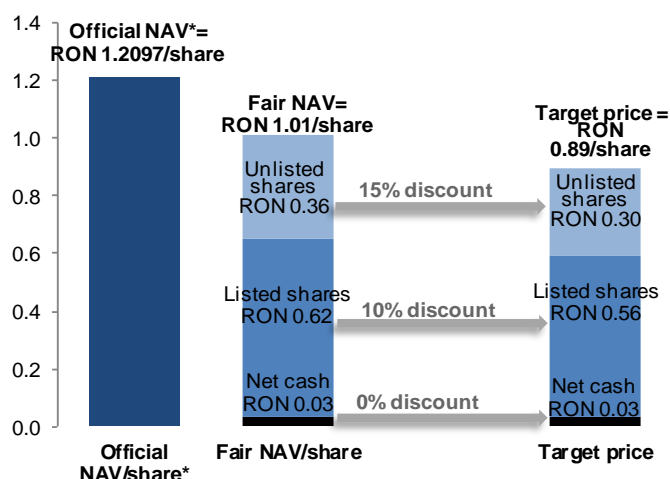 1.4
1.2
1.0
0.8
0.6
0.4
0.2
0.0
Official NAV*=
RON 1.2097/share
Fair NAV=
RON 1.01/share
Target price =
RON
0.89/share
Unlisted
shares
RON 0.36
15% discount
Unlisted
shares
RON 0.30
Listed shares
RON 0.62
10% discount
Listed shares
RON 0.56
Net cash
RON 0.03
0% discount
Net cash
RON 0.03
Official
NAV/share*
Fair NAV/share
Target price